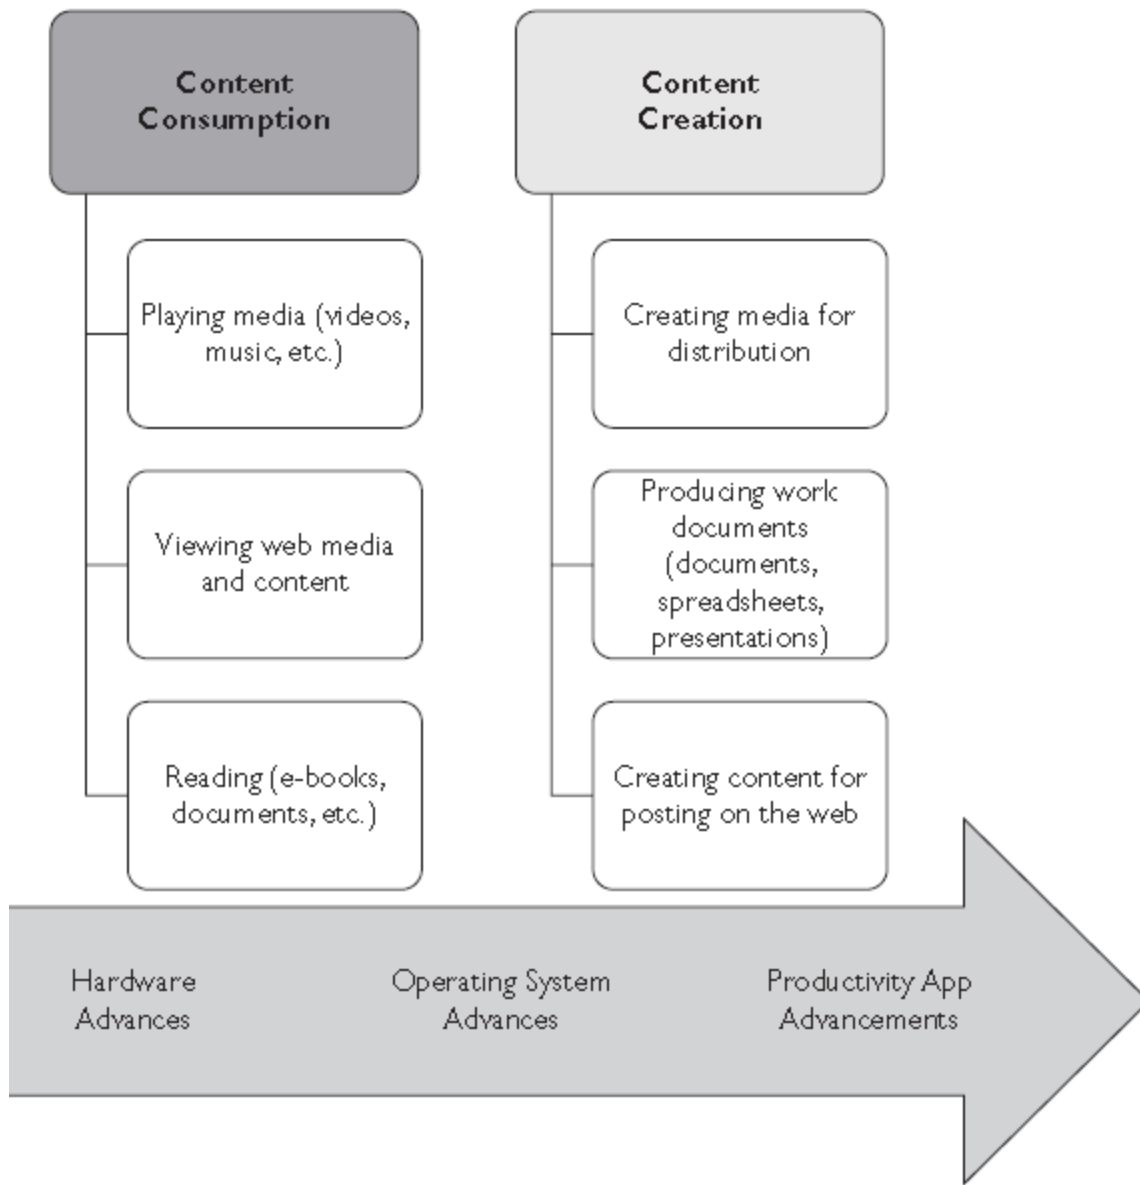 Content
Consumption
Playing media (videos,
music, etc.)
Viewing web media
and content
Reading (e-books,
documents, etc.)
Content
Creation
Creating media for
distribution
Producing work
documents
(documents,
spreadsheets,
presentations)
Creating content for
posting on the web
Hardware
Advances
Operating System
Advances
Productivity App
Advancements